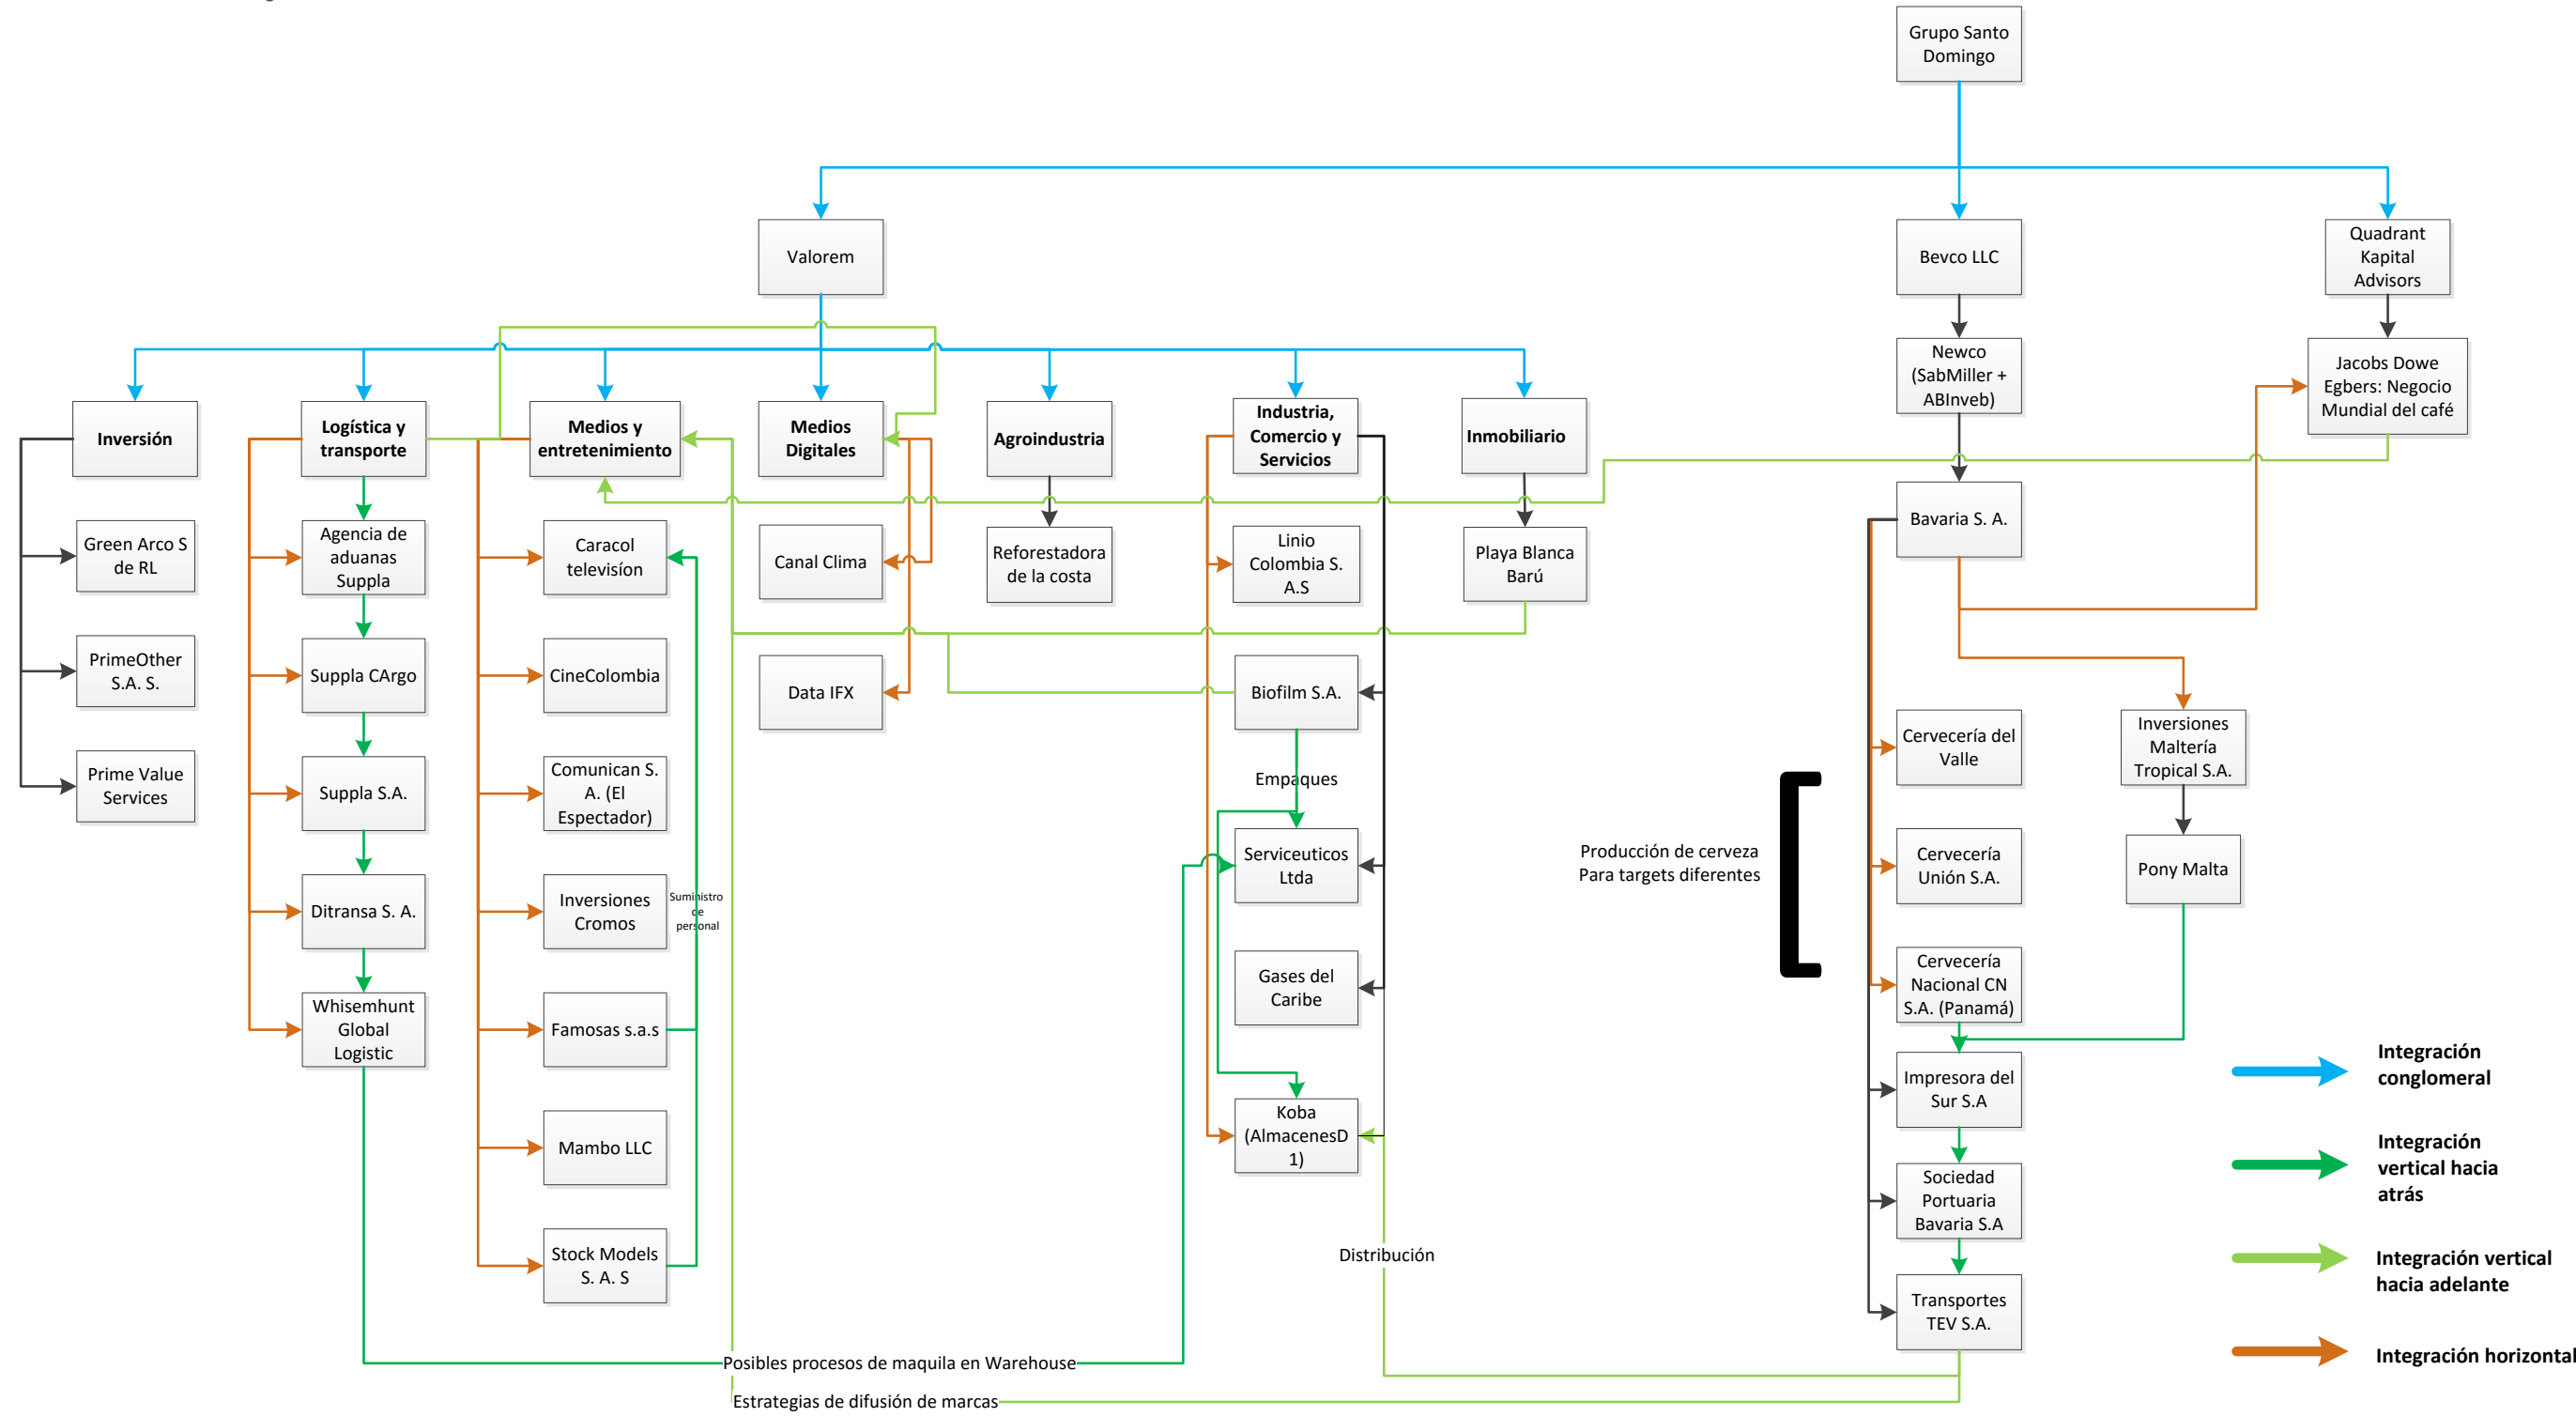 Grupo Santo
Domingo
Valorem
Bevco LLC
Quadrant
Kapital
Advisors
Newco
(SabMiller +
ABInveb)
Jacobs Dowe
Egbers: Negocio
Mundial del café
Inversión
Logística y
transporte
Medios y
entretenimiento
Medios
Digitales
Agroindustria
Industria,
Comercio y
Servicios
Inmobiliario
Bavaria S. A.
Green Arco S
de RL
Agencia de
aduanas
Suppla
Caracol
televisíon
Canal Clima
Reforestadora
de la costa
Linio
Colombia S.
A.S
Playa Blanca
Barú
PrimeOther
S.A. S.
Suppla CArgo
CineColombia
Data IFX
Biofilm S.A.
Cervecería del
Valle
Inversiones
Maltería
Tropical S.A.
Prime Value
Services
Suppla S.A.
Comunican S.
A. (El
Espectador)
Empaques
Serviceuticos
Ltda
Producción de cerveza
Para targets diferentes
Cervecería
Unión S.A.
Pony Malta
Ditransa S. A.
Inversiones
Cromos
Suministro
de
personal
Gases del
Caribe
Cervecería
Nacional CN
S.A. (Panamá)
Whisemhunt
Global
Logistic
Famosas s.a.s
Impresora del
Sur S.A
Integración
conglomeral
Mambo LLC
Koba
(AlmacenesD
1)
Sociedad
Portuaria
Bavaria S.A
Integración
vertical hacia
atrás
Stock Models
S. A. S
Distribución
Transportes
TEV S.A.
Integración vertical
hacia adelante
Posibles procesos de maquila en Warehouse
Integración horizontal
Estrategias de difusión de marcas